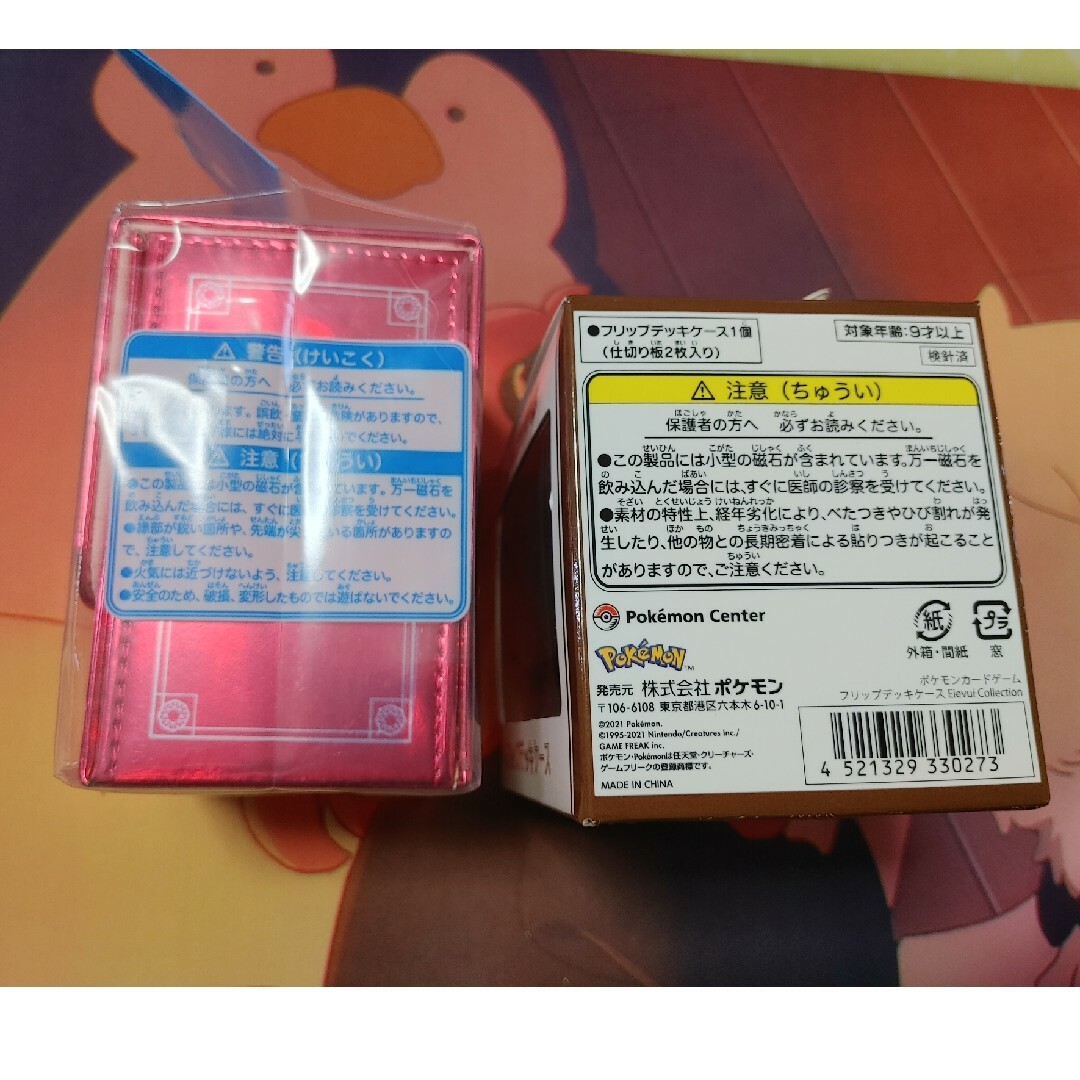 ⚠ 警告（けいこく）
保護者の方へ 必ずお読みください。
ます。誤飲・
がありますので、
には絶対に
でください。
⚠ 注意（ ）
●この製品には小型の磁石が含まれています。万一磁石を
飲み込んだ場合には、すぐに医師の診察を受けてください。
●縁部が鋭い箇所や、先端が尖っている箇所がありますの
で、注意してください。
●火気には近づけないよう、注意してください。
●安全のため、破損、変形したものでは遊ばないでください。
●フリップデッキケース1個
（仕切り板2枚入り）
対象年齢:9才以上
検針済
⚠ 注意（ちゅうい）
保護者の方へ 必ずお読みください。
●この製品には小型の磁石が含まれています。万一磁石を
飲み込んだ場合には、すぐに医師の診察を受けてください。
●素材の特性上、経年劣化により、べたつきやひび割れが発
生したり、他の物との長期密着による貼りつきが起こること
がありますので、ご注意ください。
Pokémon Center
POKéMON™
発売元 株式会社ポケモン
〒106-6108 東京都港区六本木6-10-1
©2021 Pokémon.
©1995-2021 Nintendo/Creatures inc./
GAME FREAK inc.
ポケモン・Pokémonは任天堂・クリーチャーズ・
ゲームフリークの登録商標です。
MADE IN CHINA
紙
外箱・間紙
プラ
窓
ポケモンカードゲーム
フリップデッキケース Eievui Collection
4 521329 330273